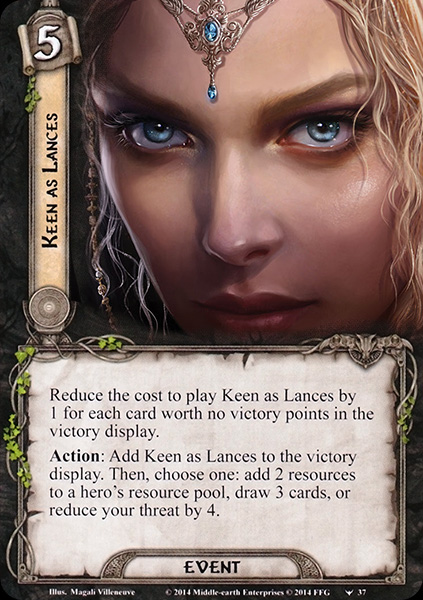 5
Keen as Lances
Reduce the cost to play Keen as Lances by
1 for each card worth no victory points in the
victory display.
Action: Add Keen as Lances to the victory
display. Then, choose one: add 2 resources
to a hero's resource pool, draw 3 cards, or
reduce your threat by 4.
EVENT
Illus. Magali Villeneuve © 2014 Middle-earth Enterprises © 2014 FFG 37